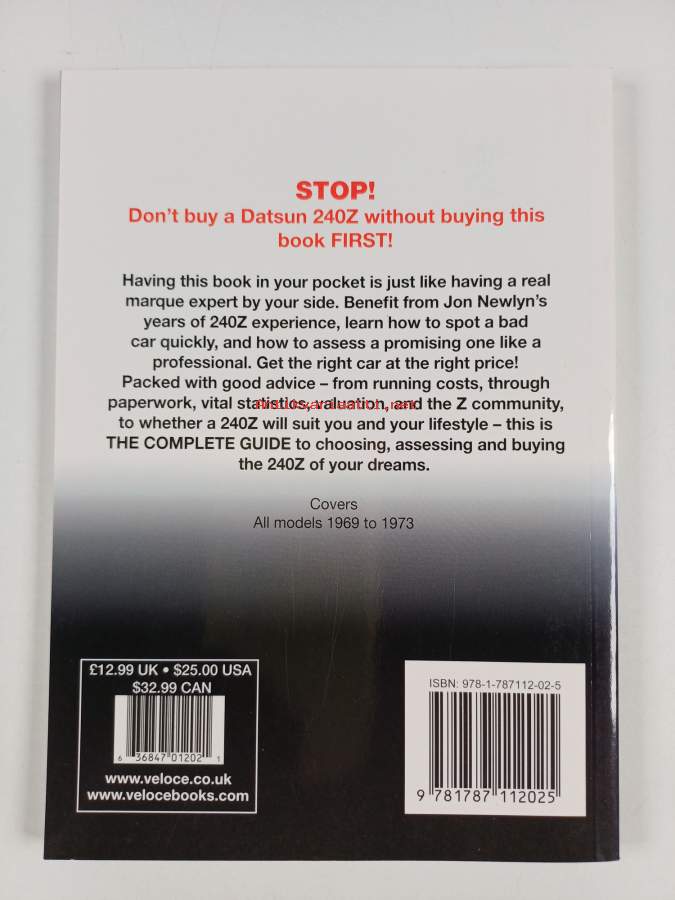 STOP!
Don't buy a Datsun 240Z without buying this
book FIRST!
Having this book in your pocket is just like having a real
marque expert by your side. Benefit from Jon Newlyn's
years of 240Z experience, learn how to spot a bad
car quickly, and how to assess a promising one like a
professional. Get the right car at the right price!
Packed with good advice – from running costs, through
paperwork, vital statistics, valuation, and the Z community,
to whether a 240Z will suit you and your lifestyle – this is
THE COMPLETE GUIDE to choosing, assessing and buying
the 240Z of your dreams.
Covers
All models 1969 to 1973
£12.99 UK • $25.00 USA
$32.99 CAN
6 36847 01202 1
www.veloce.co.uk
www.velocebooks.com
ISBN: 978-1-787112-02-5
9 781787 112025